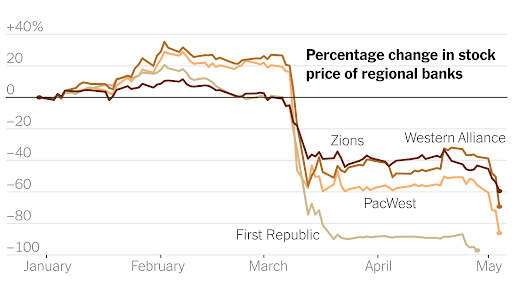 +40%
Percentage change in stock
price of regional banks
20
0
−20
Zions
Western Alliance
−40
−60
PacWest
−80
First Republic
−100
January
February
March
April
May